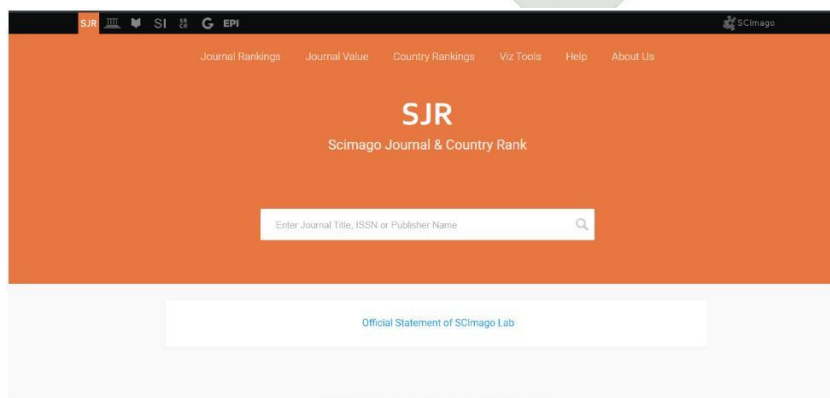 SJR SI G EPI SCImago
Journal Rankings Journal Value Country Rankings Viz Tools Help About Us
SJR
Scimago Journal & Country Rank
Enter Journal Title, ISSN or Publisher Name
Official Statement of SCImago Lab